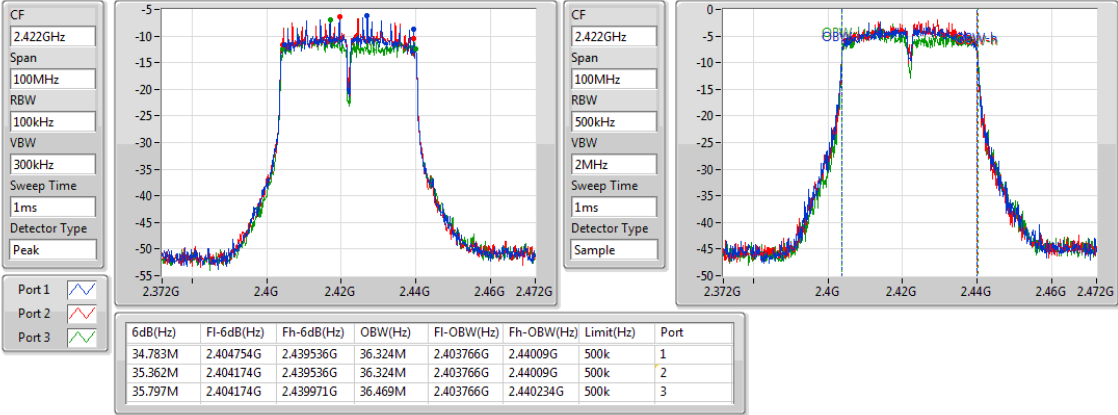 CF
2.422GHz
Span
100MHz
RBW
100kHz
VBW
300kHz
Sweep Time
1ms
Detector Type
Peak
-5
-10
-15
-20
-25
-30
-35
-40
-45
-50
-55
2.372G 2.4G 2.42G 2.44G 2.46G 2.472G
CF
2.422GHz
Span
100MHz
RBW
500kHz
VBW
2MHz
Sweep Time
1ms
Detector Type
Sample
0
-5
-10
-15
-20
-25
-30
-35
-40
-45
-50
2.372G 2.4G 2.42G 2.44G 2.46G 2.472G
Port 1
Port 2
Port 3
6dB(Hz) Fl-6dB(Hz) Fh-6dB(Hz) OBW(Hz) Fl-OBW(Hz) Fh-OBW(Hz) Limit(Hz) Port
34.783M 2.404754G 2.439536G 36.324M 2.403766G 2.44009G 500k 1
35.362M 2.404174G 2.439536G 36.324M 2.403766G 2.44009G 500k 2
35.797M 2.404174G 2.439971G 36.469M 2.403766G 2.440234G 500k 3